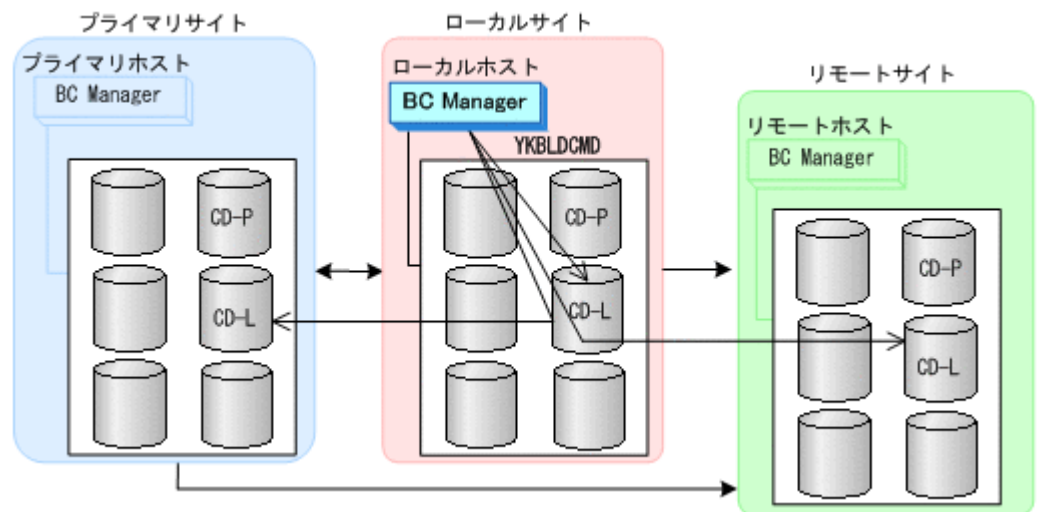 プライマリサイト
プライマリホスト
BC Manager
CD-P
CD-L
ローカルサイト
ローカルホスト
BC Manager
YKBLDCMD
CD-P
CD-L
リモートサイト
リモートホスト
BC Manager
CD-P
CD-L